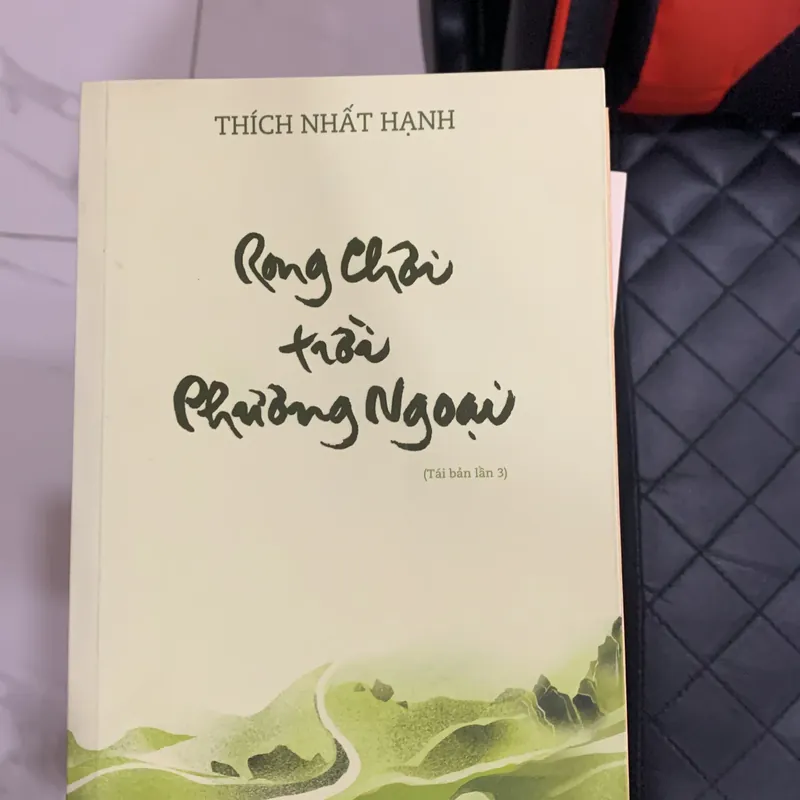 THÍCH NHẤT HẠNH
Rong Chơi
trời
Phương Ngoại
(Tái bản lần 3)